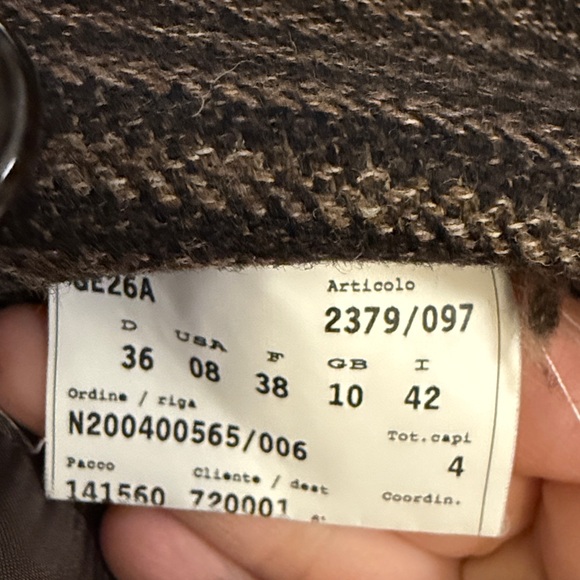 GE26A Articolo
2379/097
D USA F GB I
36 08 38 10 42
Ordine / riga
N200400565/006
Tot.capi
4
Pacco Cliente / dest
141560 720001
Coordin.